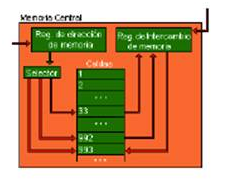 Memoria Central
Reg. de dirección
de memoria
Reg. de Intercambio
de memoria
Selector
Celdas
1
2
...
33
...
992
993
...